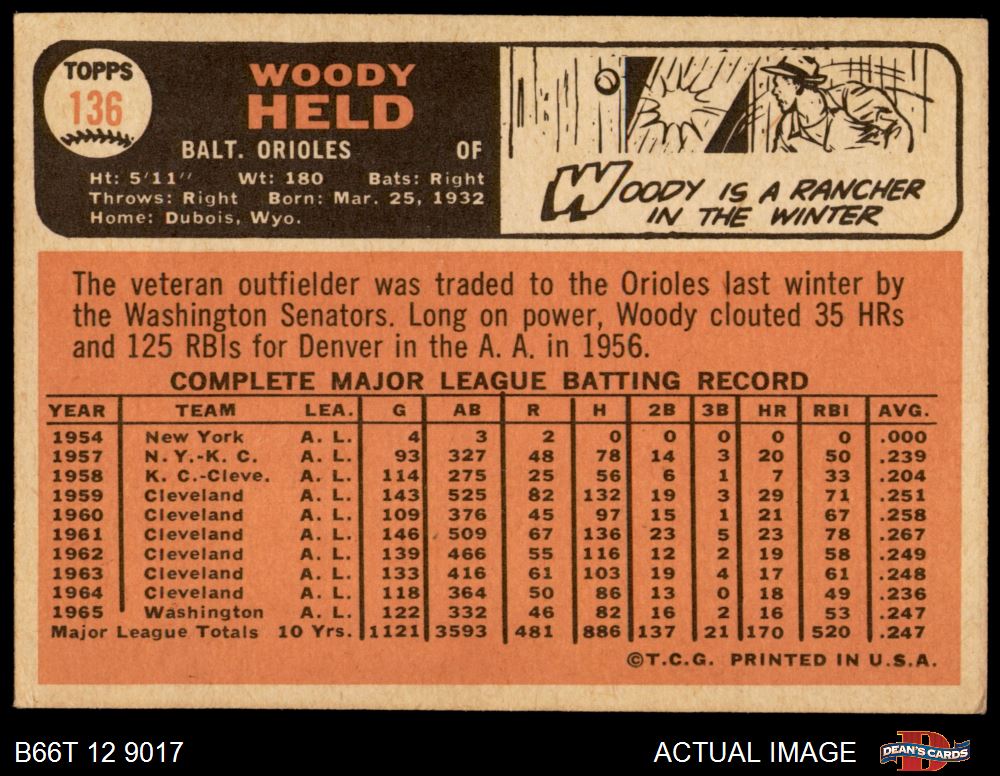 TOPPS
136
WOODY
HELD
BALT. ORIOLES OF
Ht: 5'11" Wt: 180 Bats: Right
Throws: Right Born: Mar. 25, 1932
Home: Dubois, Wyo.
WOODY IS A RANCHER
IN THE WINTER
The veteran outfielder was traded to the Orioles last winter by
the Washington Senators. Long on power, Woody clouted 35 HRs
and 125 RBIs for Denver in the A. A. in 1956.
COMPLETE MAJOR LEAGUE BATTING RECORD
YEAR TEAM LEA. G AB R H 2B 3B HR RBI AVG.
1954 New York A. L. 4 3 2 0 0 0 0 0 .000
1957 N. Y.-K. C. A. L. 93 327 48 78 14 3 20 50 .239
1958 K. C.-Cleve. A. L. 114 275 25 56 6 1 7 33 .204
1959 Cleveland A. L. 143 525 82 132 19 3 29 71 .251
1960 Cleveland A. L. 109 376 45 97 15 1 21 67 .258
1961 Cleveland A. L. 146 509 67 136 23 5 23 78 .267
1962 Cleveland A. L. 139 466 55 116 12 2 19 58 .249
1963 Cleveland A. L. 133 416 61 103 19 4 17 61 .248
1964 Cleveland A. L. 118 364 50 86 13 0 18 49 .236
1965 Washington A. L. 122 332 46 82 16 2 16 53 .247
Major League Totals 10 Yrs. 1121 3593 481 886 137 21 170 520 .247
©T.C.G. PRINTED IN U.S.A.
B66T 12 9017 ACTUAL IMAGE D DEAN'S CARDS